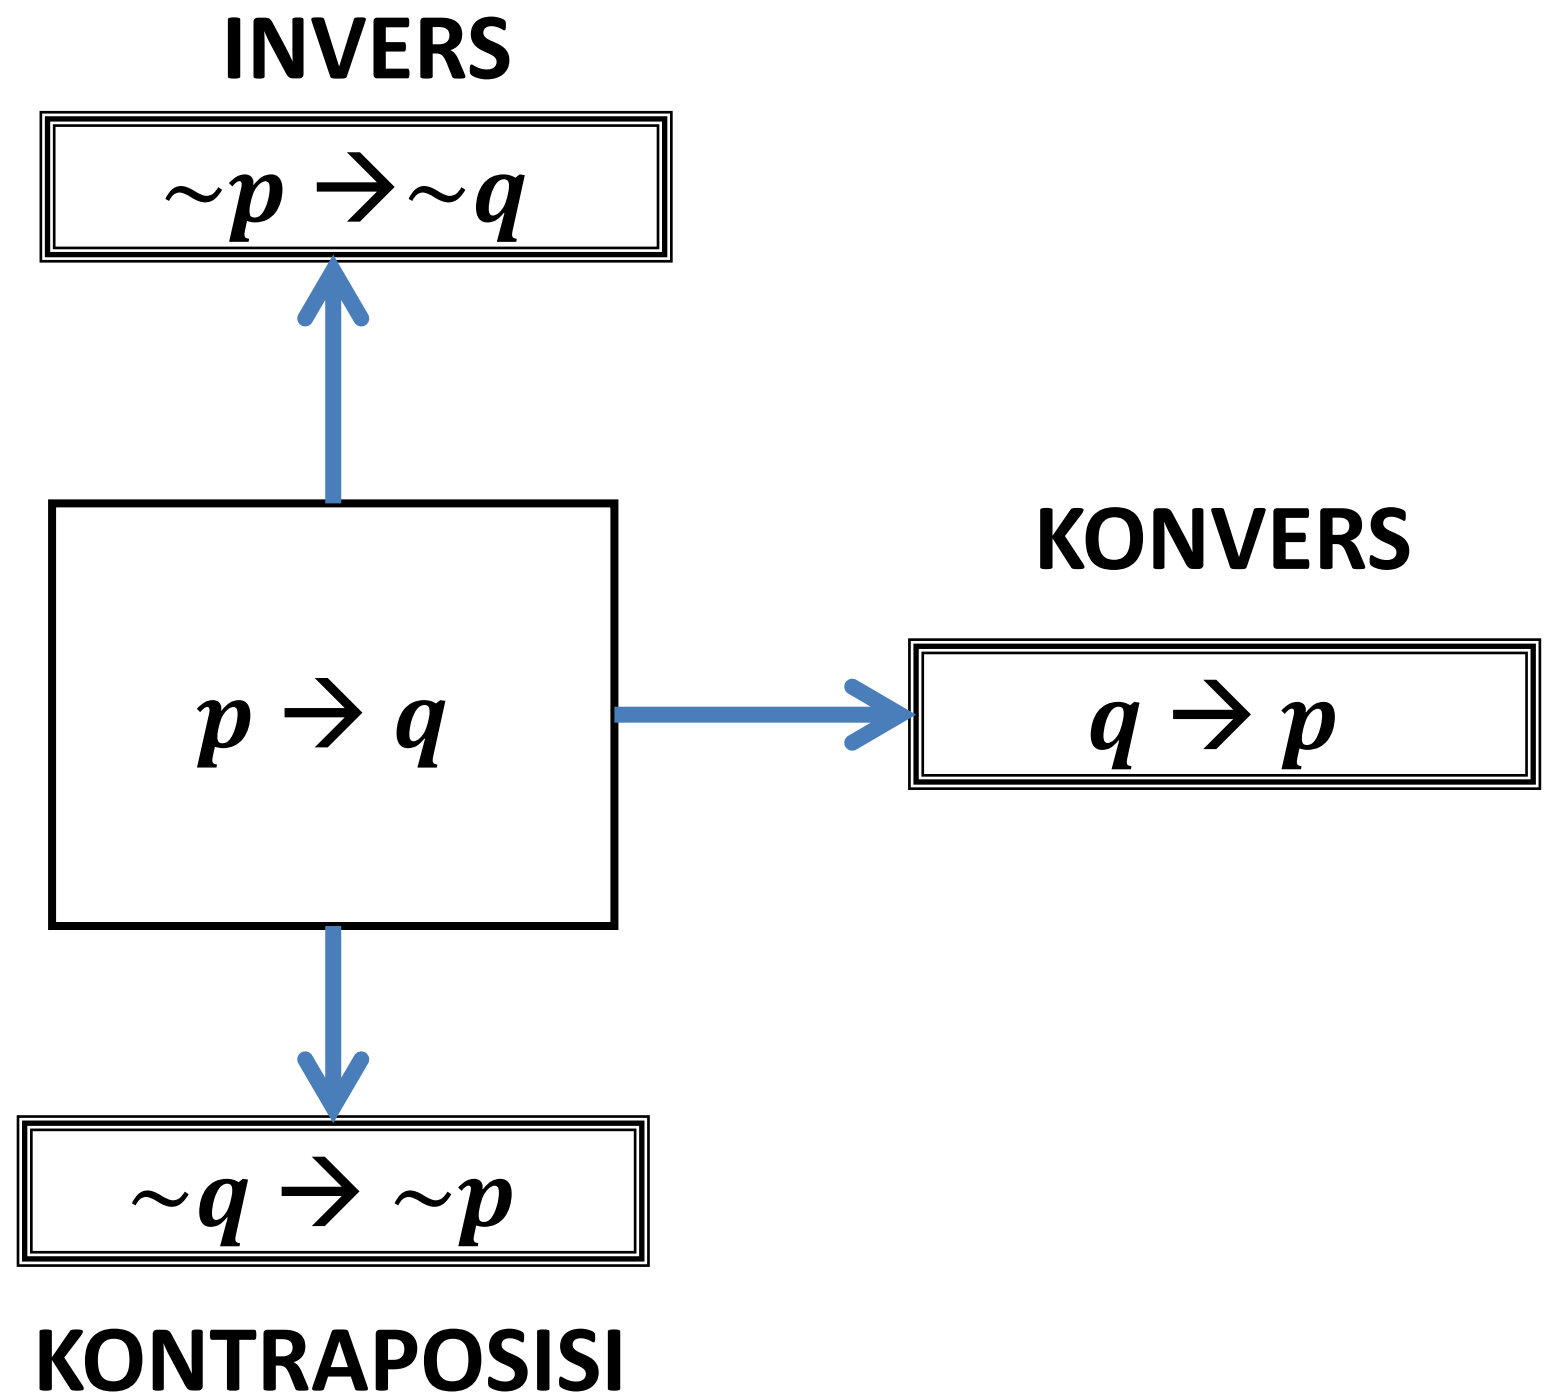 INVERS
~p → ~q
KONVERS
p → q
q → p
~q → ~p
KONTRAPOSISI